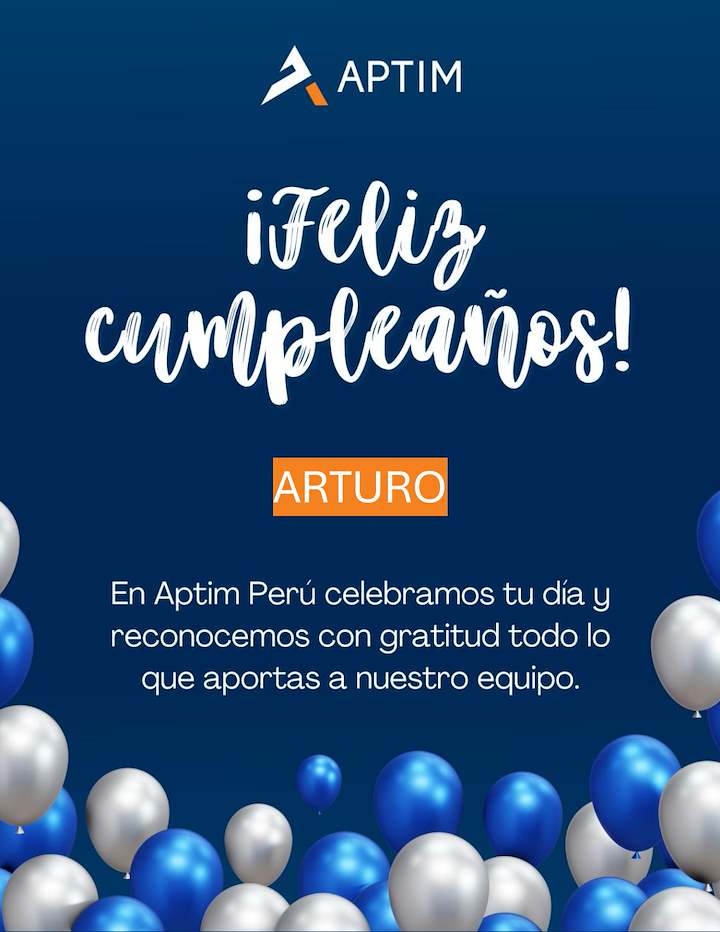 APTIM
¡Feliz
cumpleaños!
ARTURO
En Aptim Perú celebramos tu día y
reconocemos con gratitud todo lo
que aportas a nuestro equipo.